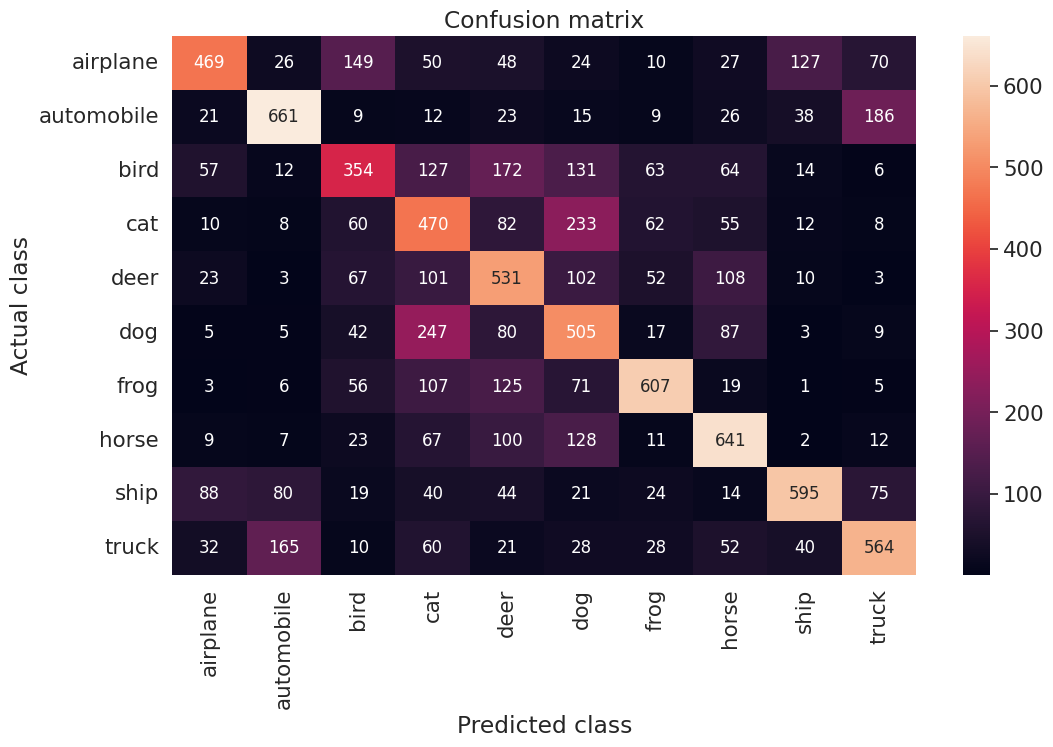 Confusion matrix
airplane 469 26 149 50 48 24 10 27 127 70
automobile 21 661 9 12 23 15 9 26 38 186
bird 57 12 354 127 172 131 63 64 14 6
cat 10 8 60 470 82 233 62 55 12 8
deer 23 3 67 101 531 102 52 108 10 3
dog 5 5 42 247 80 505 17 87 3 9
frog 3 6 56 107 125 71 607 19 1 5
horse 9 7 23 67 100 128 11 641 2 12
ship 88 80 19 40 44 21 24 14 595 75
truck 32 165 10 60 21 28 28 52 40 564
Actual class
airplane automobile bird cat deer dog frog horse ship truck
Predicted class
600
500
400
300
200
100